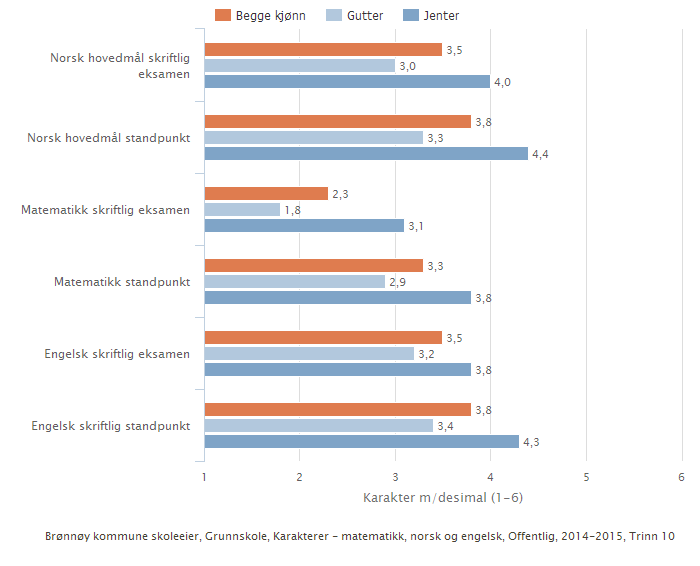 Begge kjønn Gutter Jenter
Norsk hovedmål skriftlig
eksamen
3,5
3,0
4,0
Norsk hovedmål standpunkt
3,8
3,3
4,4
Matematikk skriftlig eksamen
2,3
1,8
3,1
Matematikk standpunkt
3,3
2,9
3,8
Engelsk skriftlig eksamen
3,5
3,2
3,8
Engelsk skriftlig standpunkt
3,8
3,4
4,3
1 2 3 4 5 6
Karakter m/desimal (1-6)
Brønnøy kommune skoleeier, Grunnskole, Karakterer - matematikk, norsk og engelsk, Offentlig, 2014-2015, Trinn 10